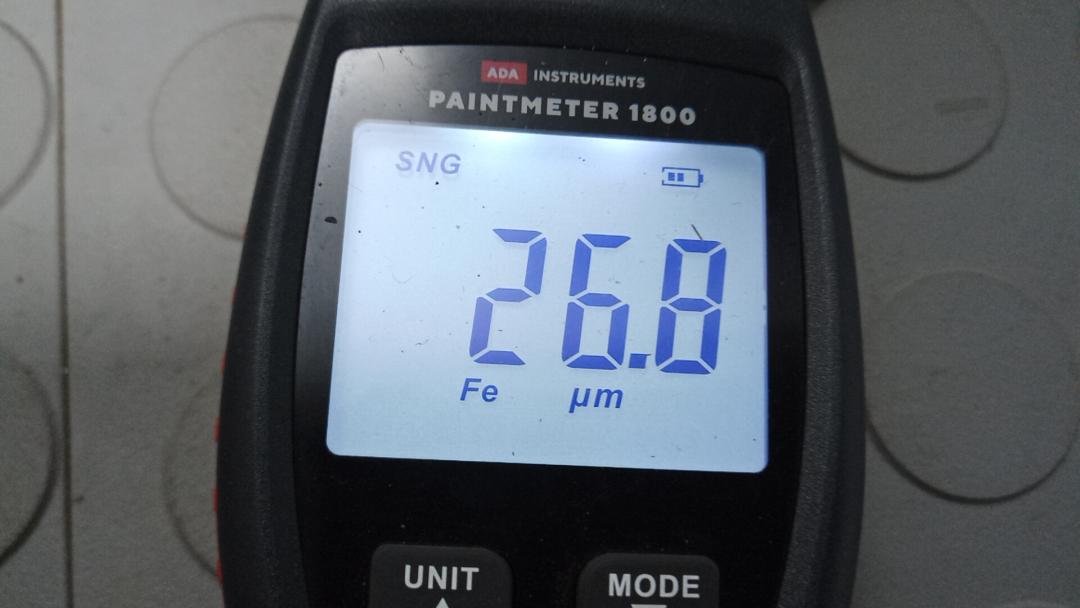 ADA INSTRUMENTS
PAINTMETER 1800
SNG
26.8
Fe µm
UNIT MODE